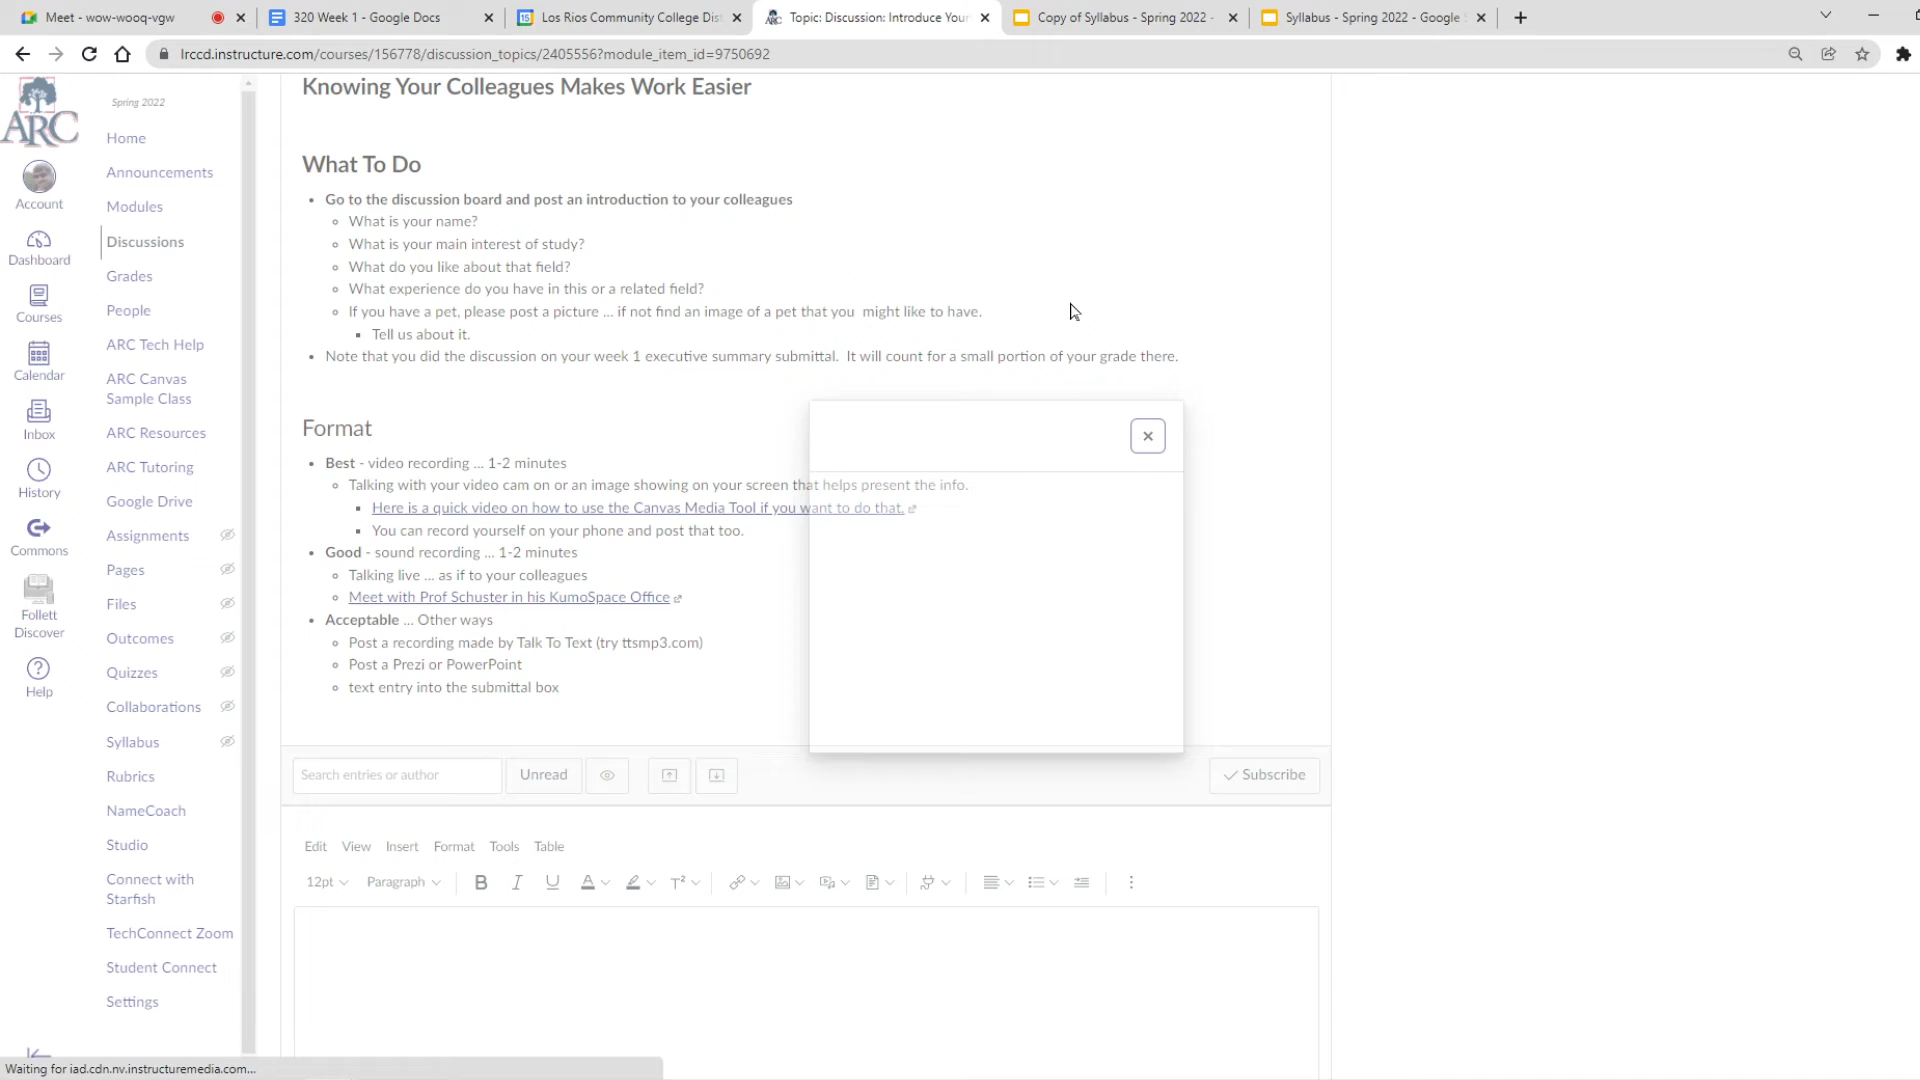 Meet - wow-wooq-vgw
320 Week 1 - Google Docs
Los Rios Community College Dis
Topic: Discussion: Introduce Your
Copy of Syllabus - Spring 2022 -
Syllabus - Spring 2022 - Google S
lrccd.instructure.com/courses/156778/discussion_topics/2405556?module_item_id=9750692
ARC
Account
Dashboard
Courses
Calendar
Inbox
History
Commons
Follett
Discover
Help
Spring 2022
Home
Announcements
Modules
Discussions
Grades
People
ARC Tech Help
ARC Canvas
Sample Class
ARC Resources
ARC Tutoring
Google Drive
Assignments
Pages
Files
Outcomes
Quizzes
Collaborations
Syllabus
Rubrics
NameCoach
Studio
Connect with
Starfish
TechConnect Zoom
Student Connect
Settings
Knowing Your Colleagues Makes Work Easier
What To Do
Go to the discussion board and post an introduction to your colleagues
What is your name?
What is your main interest of study?
What do you like about that field?
What experience do you have in this or a related field?
If you have a pet, please post a picture ... if not find an image of a pet that you might like to have.
Tell us about it.
Note that you did the discussion on your week 1 executive summary submittal. It will count for a small portion of your grade there.
Format
Best - video recording ... 1-2 minutes
Talking with your video cam on or an image showing on your screen that helps present the info.
Here is a quick video on how to use the Canvas Media Tool if you want to do that.
You can record yourself on your phone and post that too.
Good - sound recording ... 1-2 minutes
Talking live ... as if to your colleagues
Meet with Prof Schuster in his KumoSpace Office
Acceptable ... Other ways
Post a recording made by Talk To Text (try ttsmp3.com)
Post a Prezi or PowerPoint
text entry into the submittal box
Search entries or author
Unread
Subscribe
Edit View Insert Format Tools Table
12pt Paragraph B I U A T²
Waiting for iad.cdn.nv.instructuremedia.com...